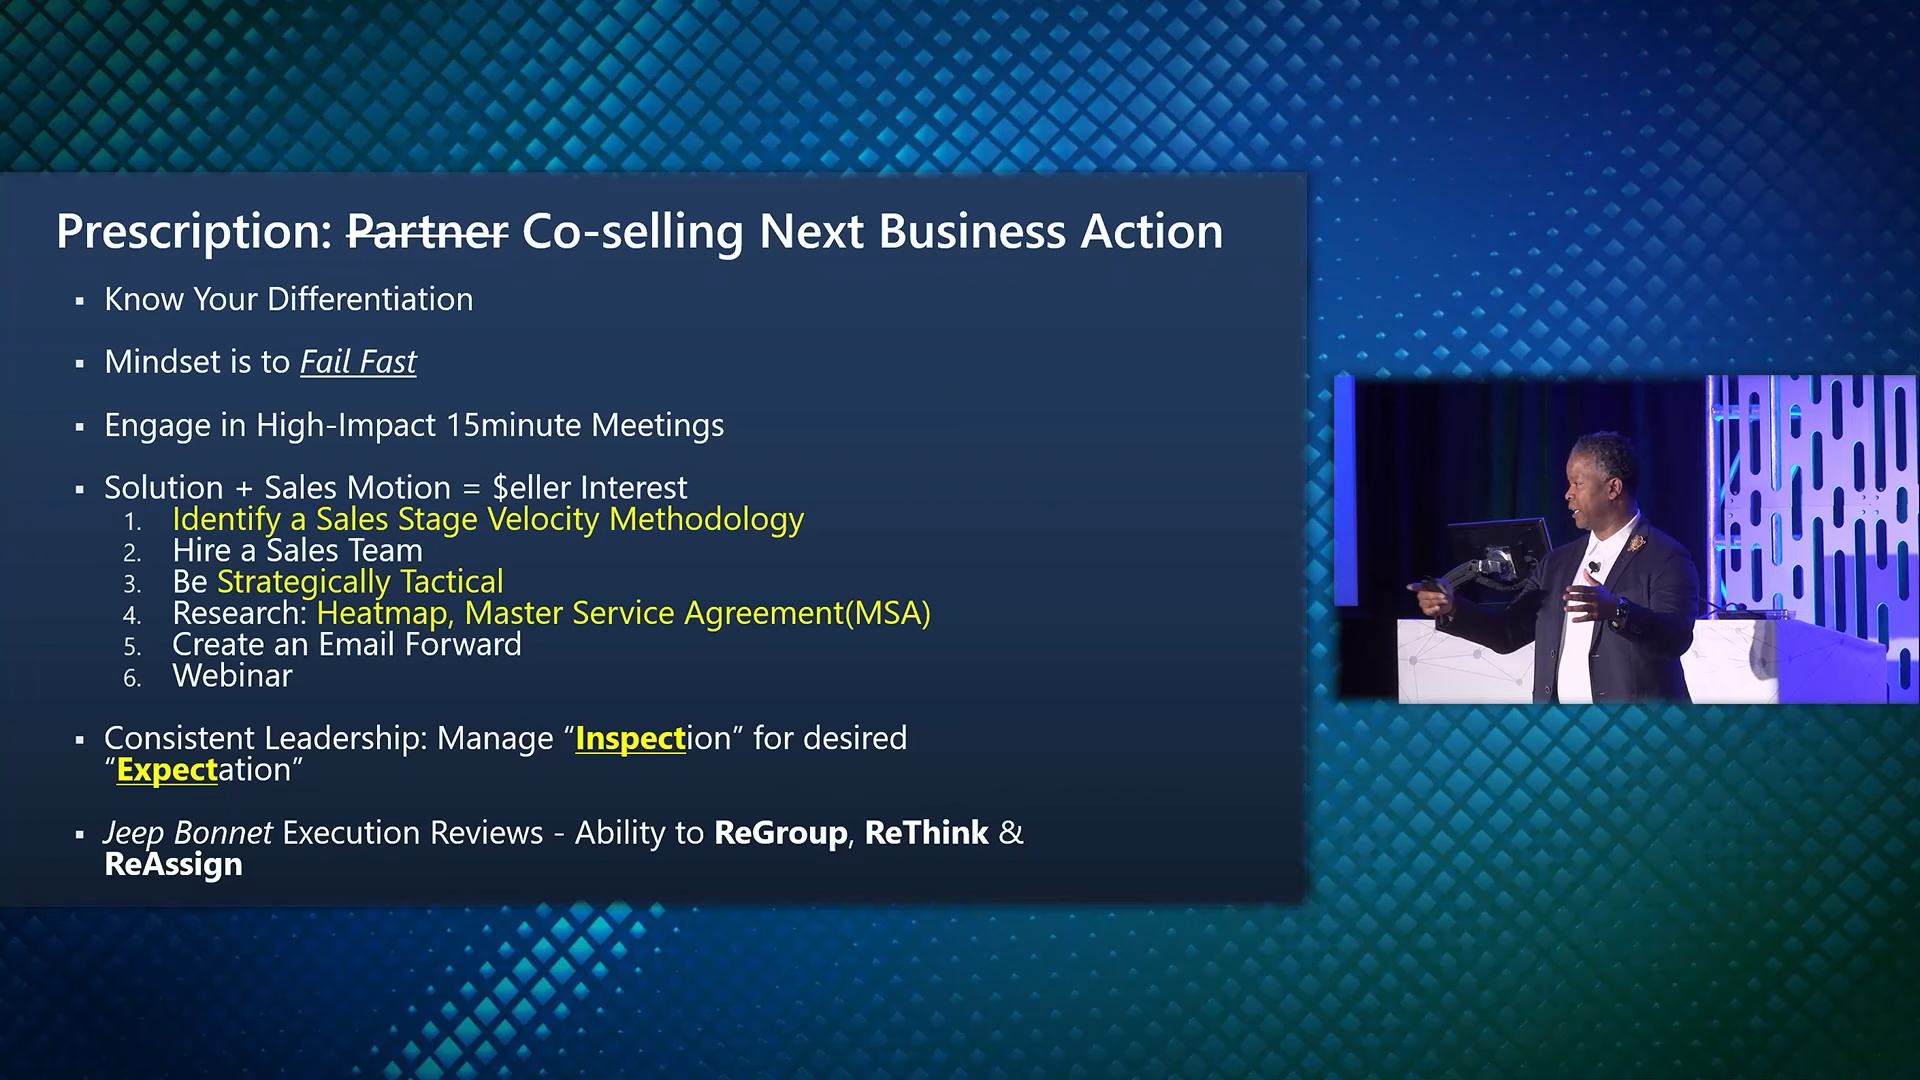 Prescription: Partner Co-selling Next Business Action
▪ Know Your Differentiation
▪ Mindset is to Fail Fast
▪ Engage in High-Impact 15minute Meetings
▪ Solution + Sales Motion = $eller Interest
1. Identify a Sales Stage Velocity Methodology
2. Hire a Sales Team
3. Be Strategically Tactical
4. Research: Heatmap, Master Service Agreement(MSA)
5. Create an Email Forward
6. Webinar
▪ Consistent Leadership: Manage “Inspection” for desired
“Expectation”
▪ Jeep Bonnet Execution Reviews - Ability to ReGroup, ReThink &
ReAssign